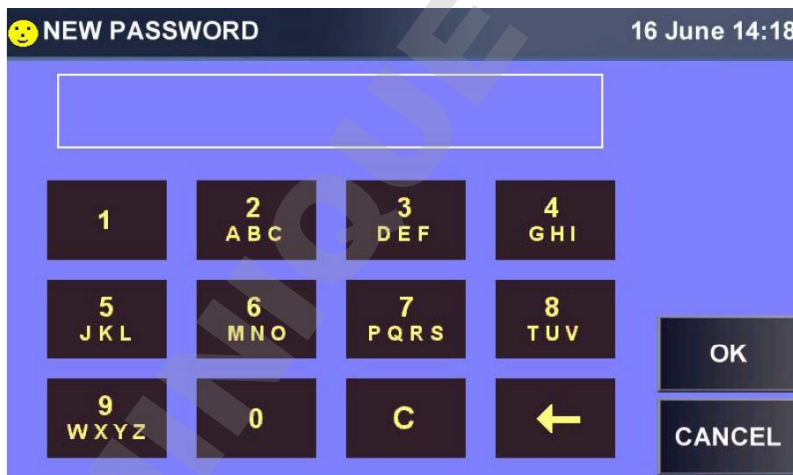 NEW PASSWORD
16 June 14:18
1
2
ABC
3
DEF
4
GHI
5
JKL
6
MNO
7
PQRS
8
TUV
OK
9
WXYZ
0
C
CANCEL
NIQUE